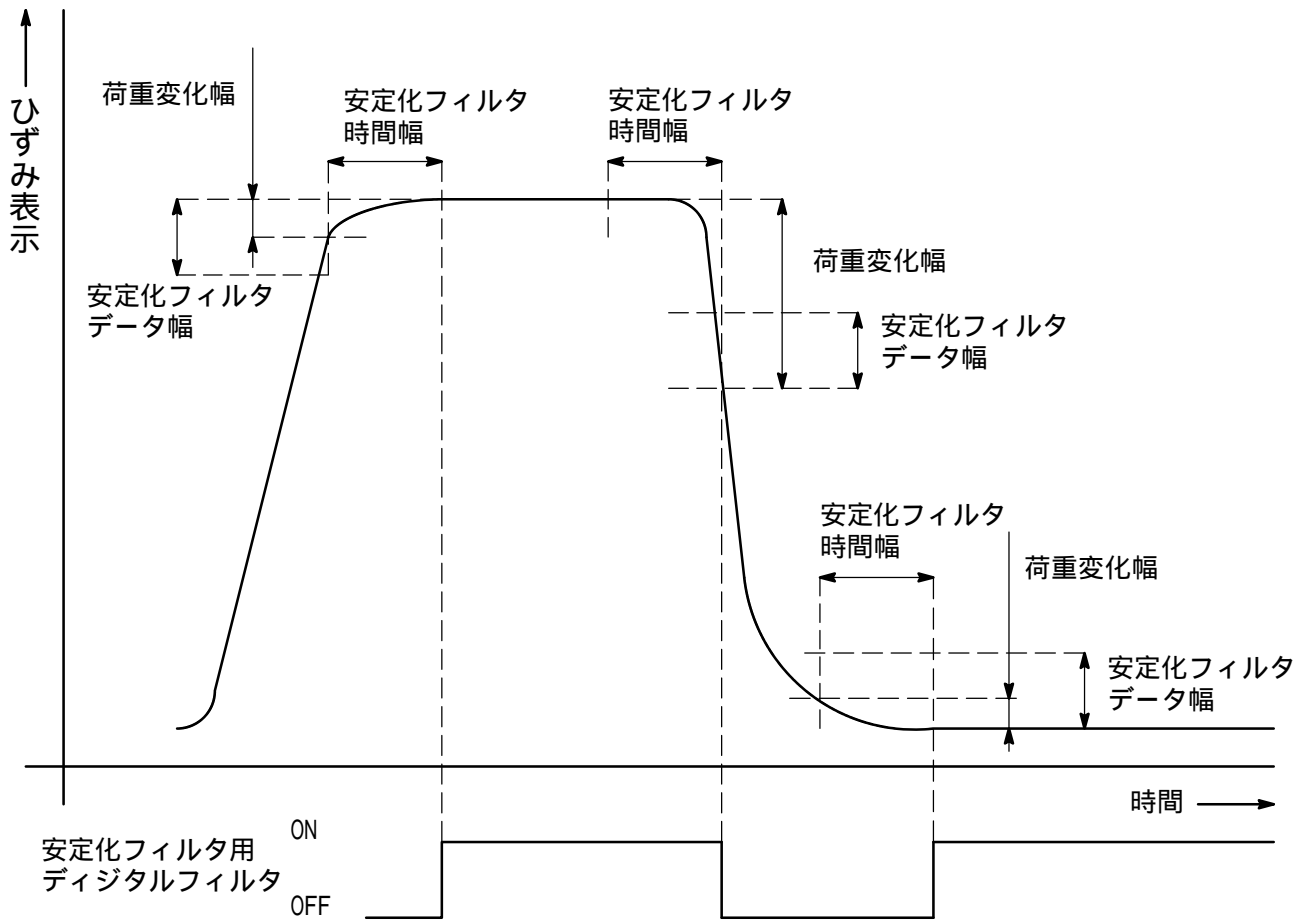 ひずみ表示
荷重変化幅
安定化フィルタ
時間幅
安定化フィルタ
時間幅
安定化フィルタ
データ幅
荷重変化幅
安定化フィルタ
データ幅
安定化フィルタ
時間幅
荷重変化幅
安定化フィルタ
データ幅
時間
安定化フィルタ用
ディジタルフィルタ
ON
OFF